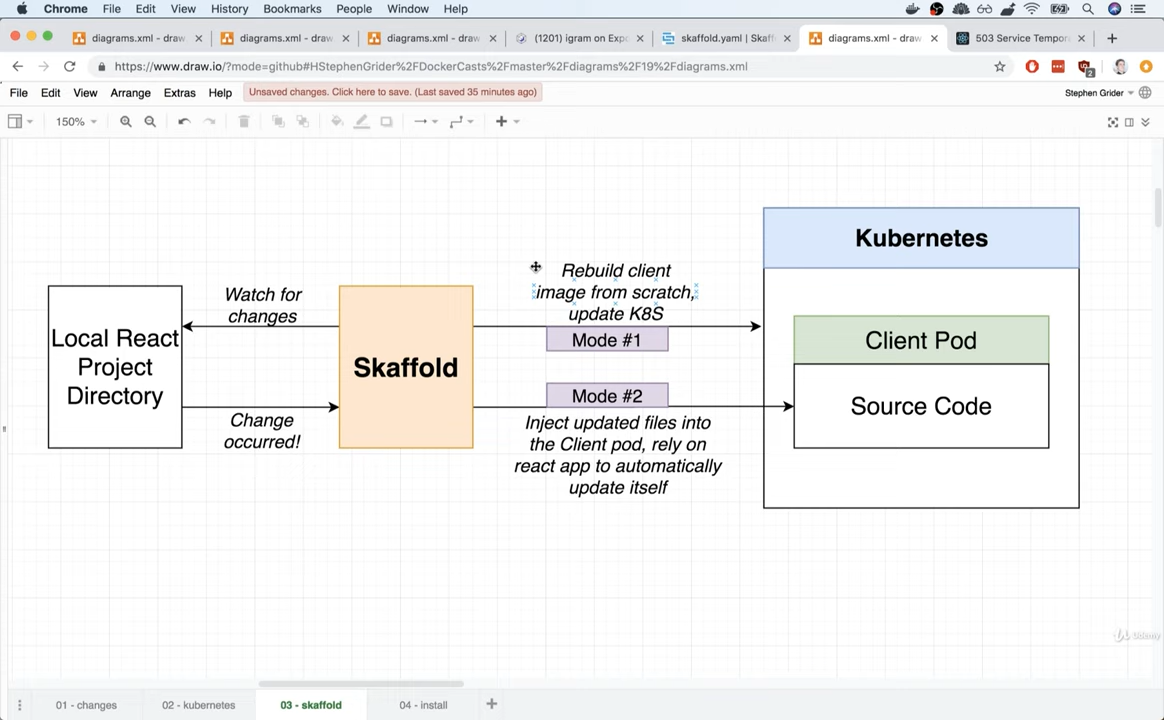 Chrome File Edit View History Bookmarks People Window Help
diagrams.xml - draw
diagrams.xml - draw
diagrams.xml - draw
(1201) igram on Expo
skaffold.yaml | Skaff
diagrams.xml - draw
503 Service Tempor
https://www.draw.io/?mode=github#HStephenGrider%2FDockerCasts%2Fmaster%2Fdiagrams%2F19%2Fdiagrams.xml
2
File Edit View Arrange Extras Help
Unsaved changes. Click here to save. (Last saved 35 minutes ago)
Stephen Grider
150%
Local React
Project
Directory
Watch for
changes
Change
occurred!
Skaffold
Rebuild client
image from scratch,
update K8S
Mode #1
Mode #2
Inject updated files into
the Client pod, rely on
react app to automatically
update itself
Kubernetes
Client Pod
Source Code
Udemy
01 - changes
02 - kubernetes
03 - skaffold
04 - install